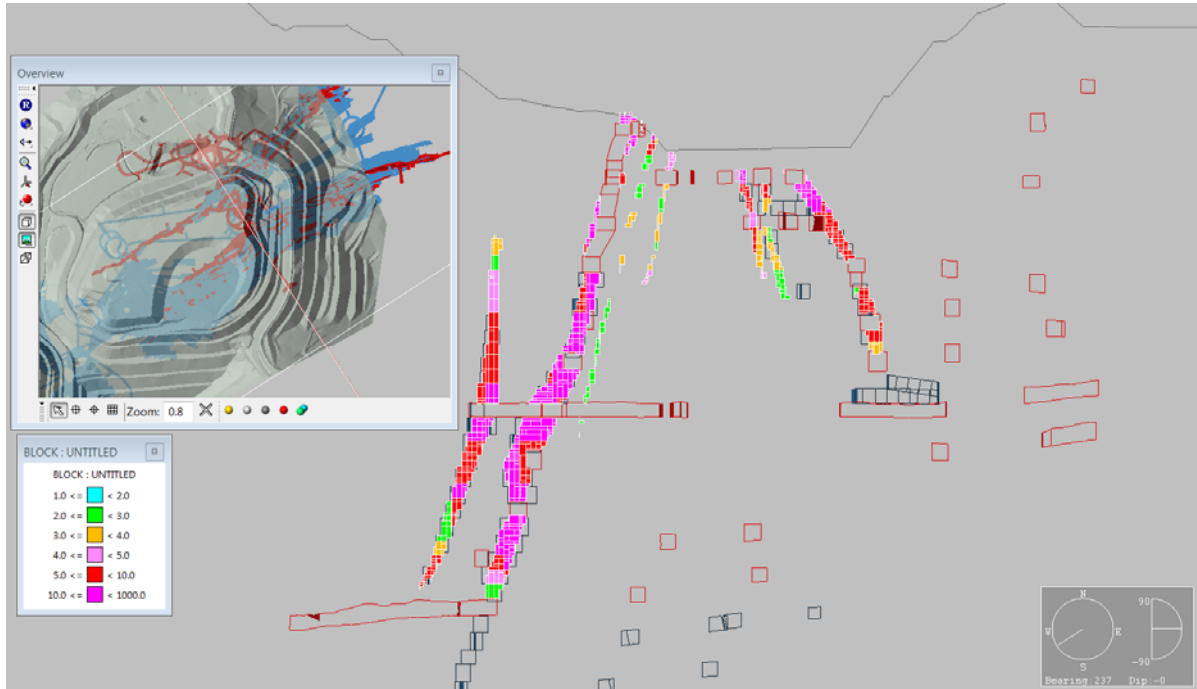 Overview
R
Zoom: 0.8
BLOCK : UNTITLED
BLOCK : UNTITLED
1.0 <= < 2.0
2.0 <= < 3.0
3.0 <= < 4.0
4.0 <= < 5.0
5.0 <= < 10.0
10.0 <= < 1000.0
N
90
W E
S
-90
Bearing:237 Dip:-0